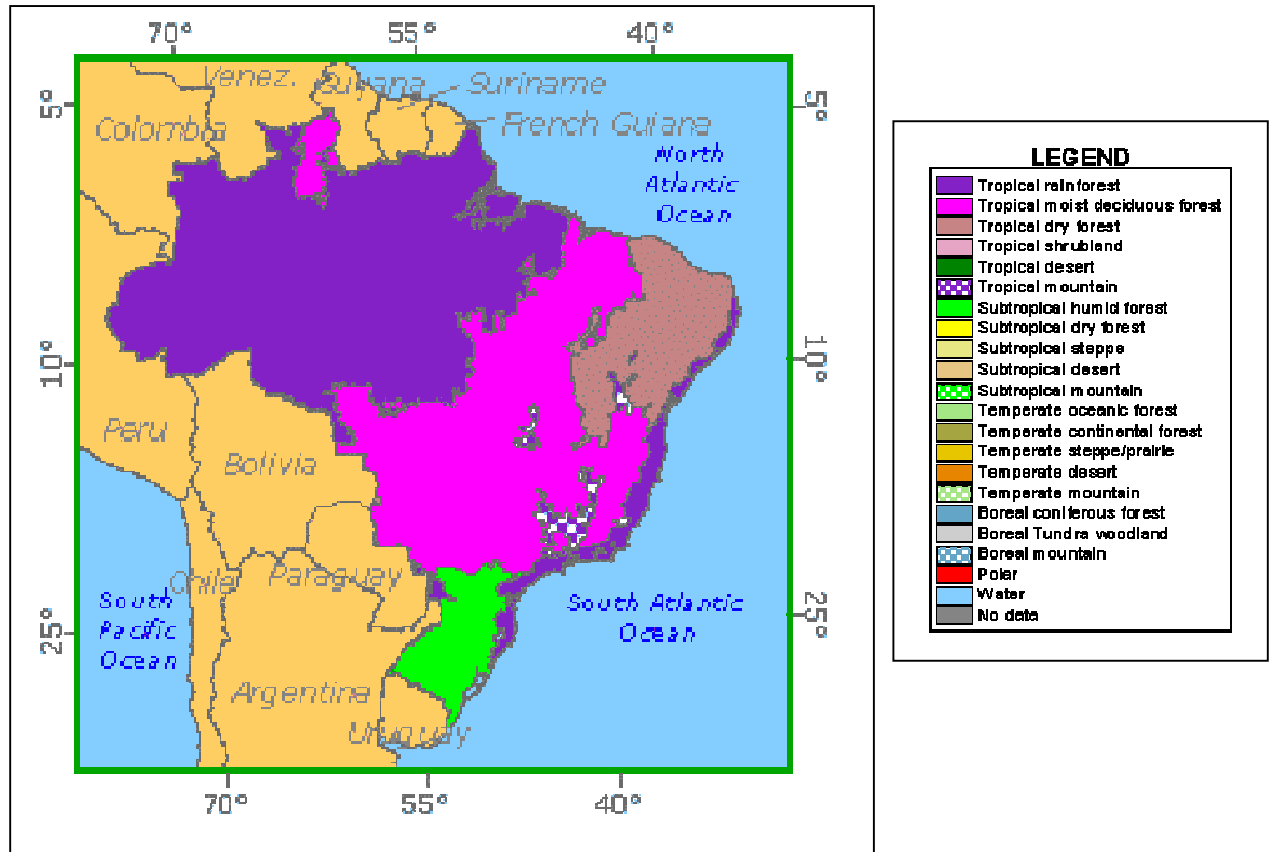 70° 55° 40°
Venez.
Guyana
Suriname
5°
5°
Colombia
French Guiana
North
Atlantic
Ocean
10°
10°
Peru
Bolivia
Chile
Paraguay
South
Pacific
Ocean
South Atlantic
Ocean
25°
25°
Argentina
Uruguay
70° 55° 40°
LEGEND
Tropical rainforest
Tropical moist deciduous forest
Tropical dry forest
Tropical shrubland
Tropical desert
Tropical mountain
Subtropical humid forest
Subtropical dry forest
Subtropical steppe
Subtropical desert
Subtropical mountain
Temperate oceanic forest
Temperate continental forest
Temperate steppe/prairie
Temperate desert
Temperate mountain
Boreal coniferous forest
Boreal Tundra woodland
Boreal mountain
Polar
Water
No data